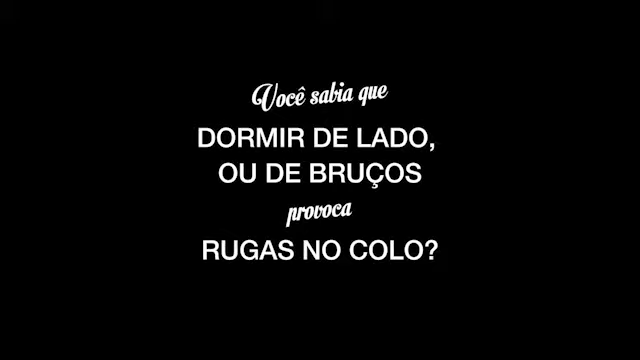 Você sabia que
DORMIR DE LADO,
OU DE BRUÇOS
provoca
RUGAS NO COLO?